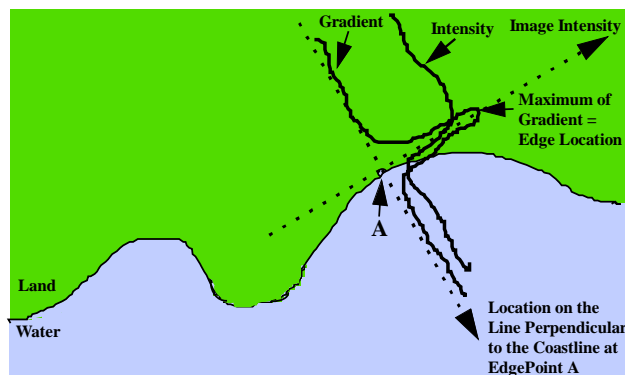 Gradient
Intensity
Image Intensity
Maximum of
Gradient =
Edge Location
A
Land
Water
Location on the
Line Perpendicular
to the Coastline at
EdgePoint A